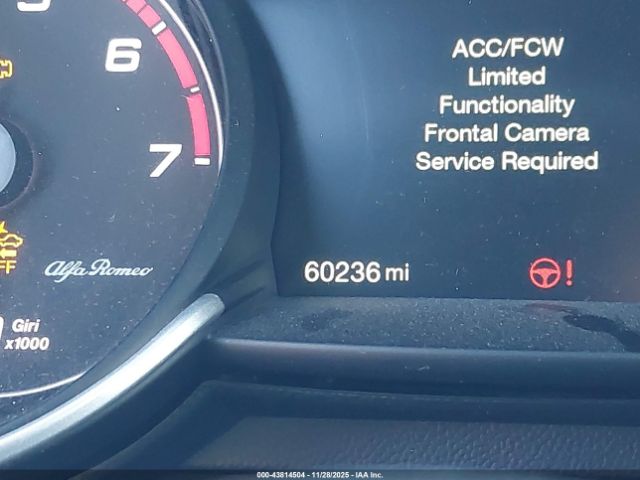 6
7
Alfa Romeo
Giri
x1000
ACC/FCW
Limited
Functionality
Frontal Camera
Service Required
60236 mi
!
000-43814504 | 11/28/2025 - IAA Inc.